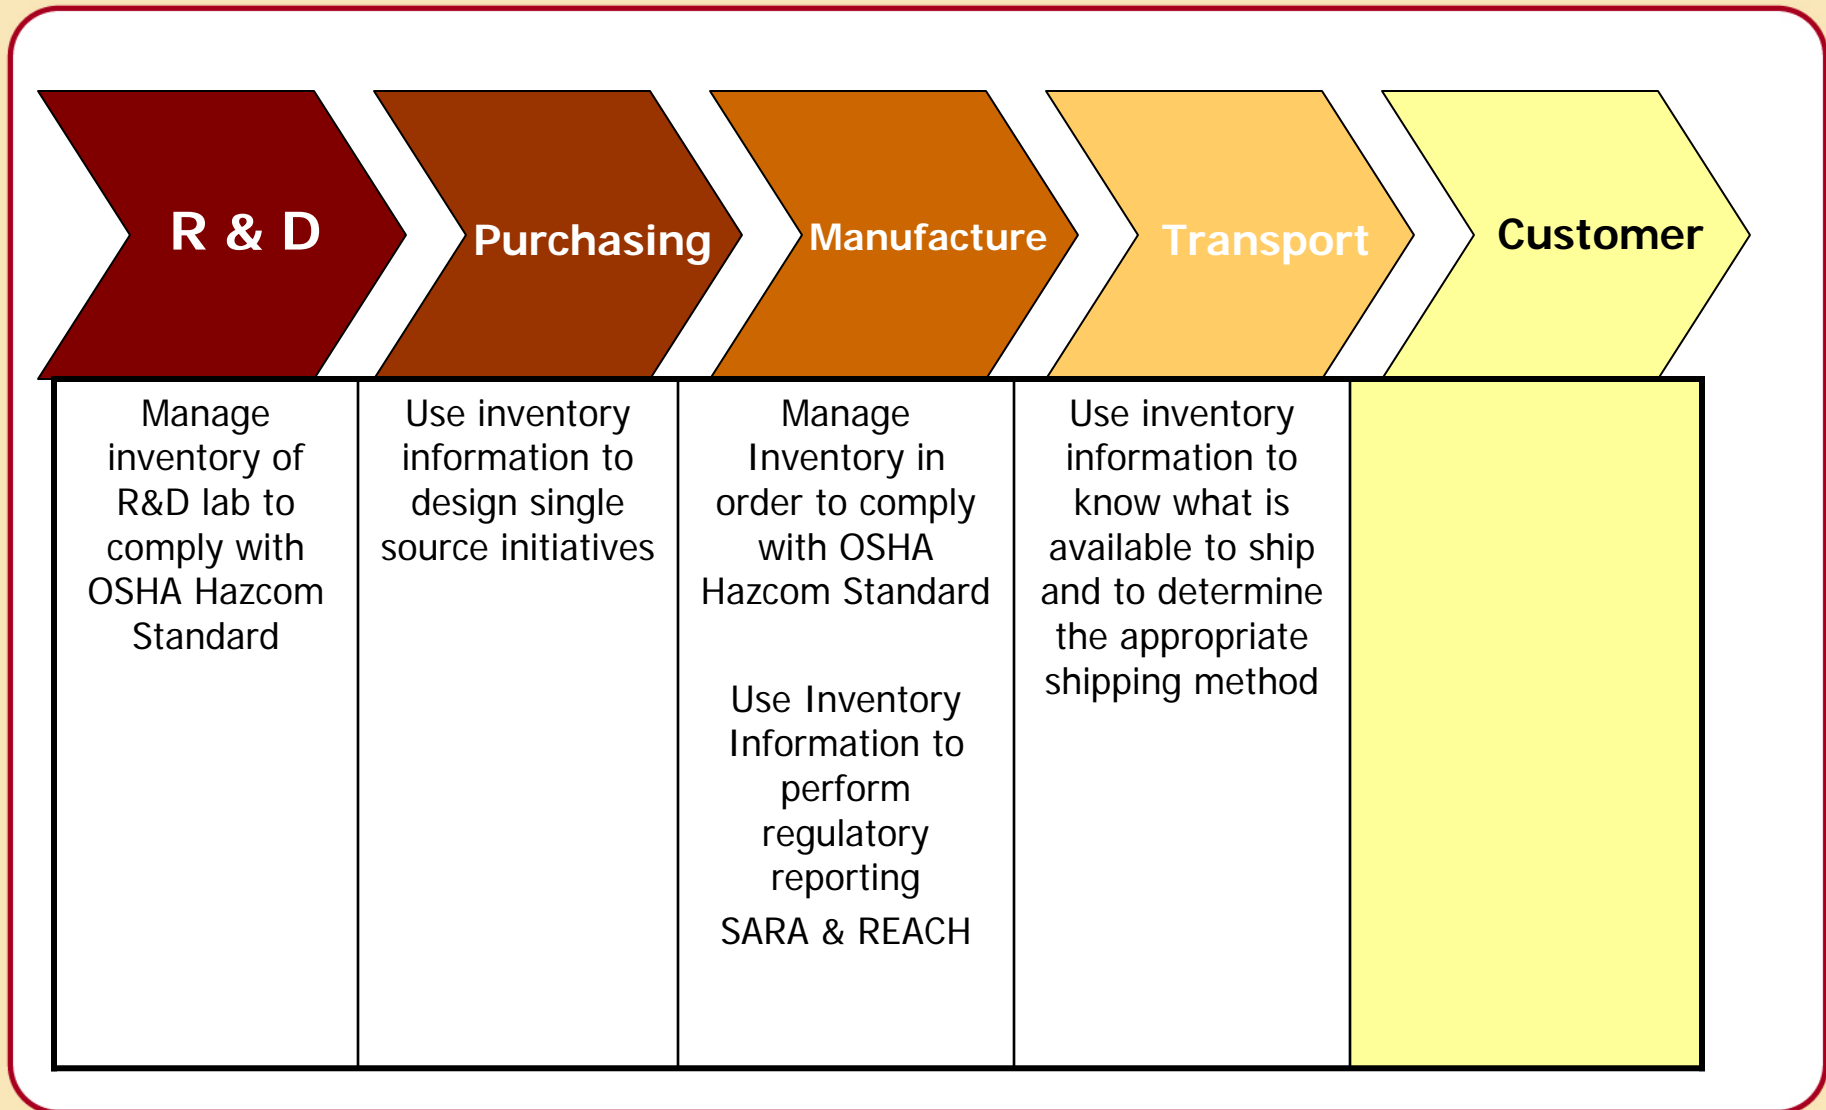 R & D
Purchasing
Manufacture
Transport
Customer
Manage
inventory of
R&D lab to
comply with
OSHA Hazcom
Standard
Use inventory
information to
design single
source initiatives
Manage
Inventory in
order to comply
with OSHA
Hazcom Standard
Use Inventory
Information to
perform
regulatory
reporting
SARA & REACH
Use inventory
information to
know what is
available to ship
and to determine
the appropriate
shipping method